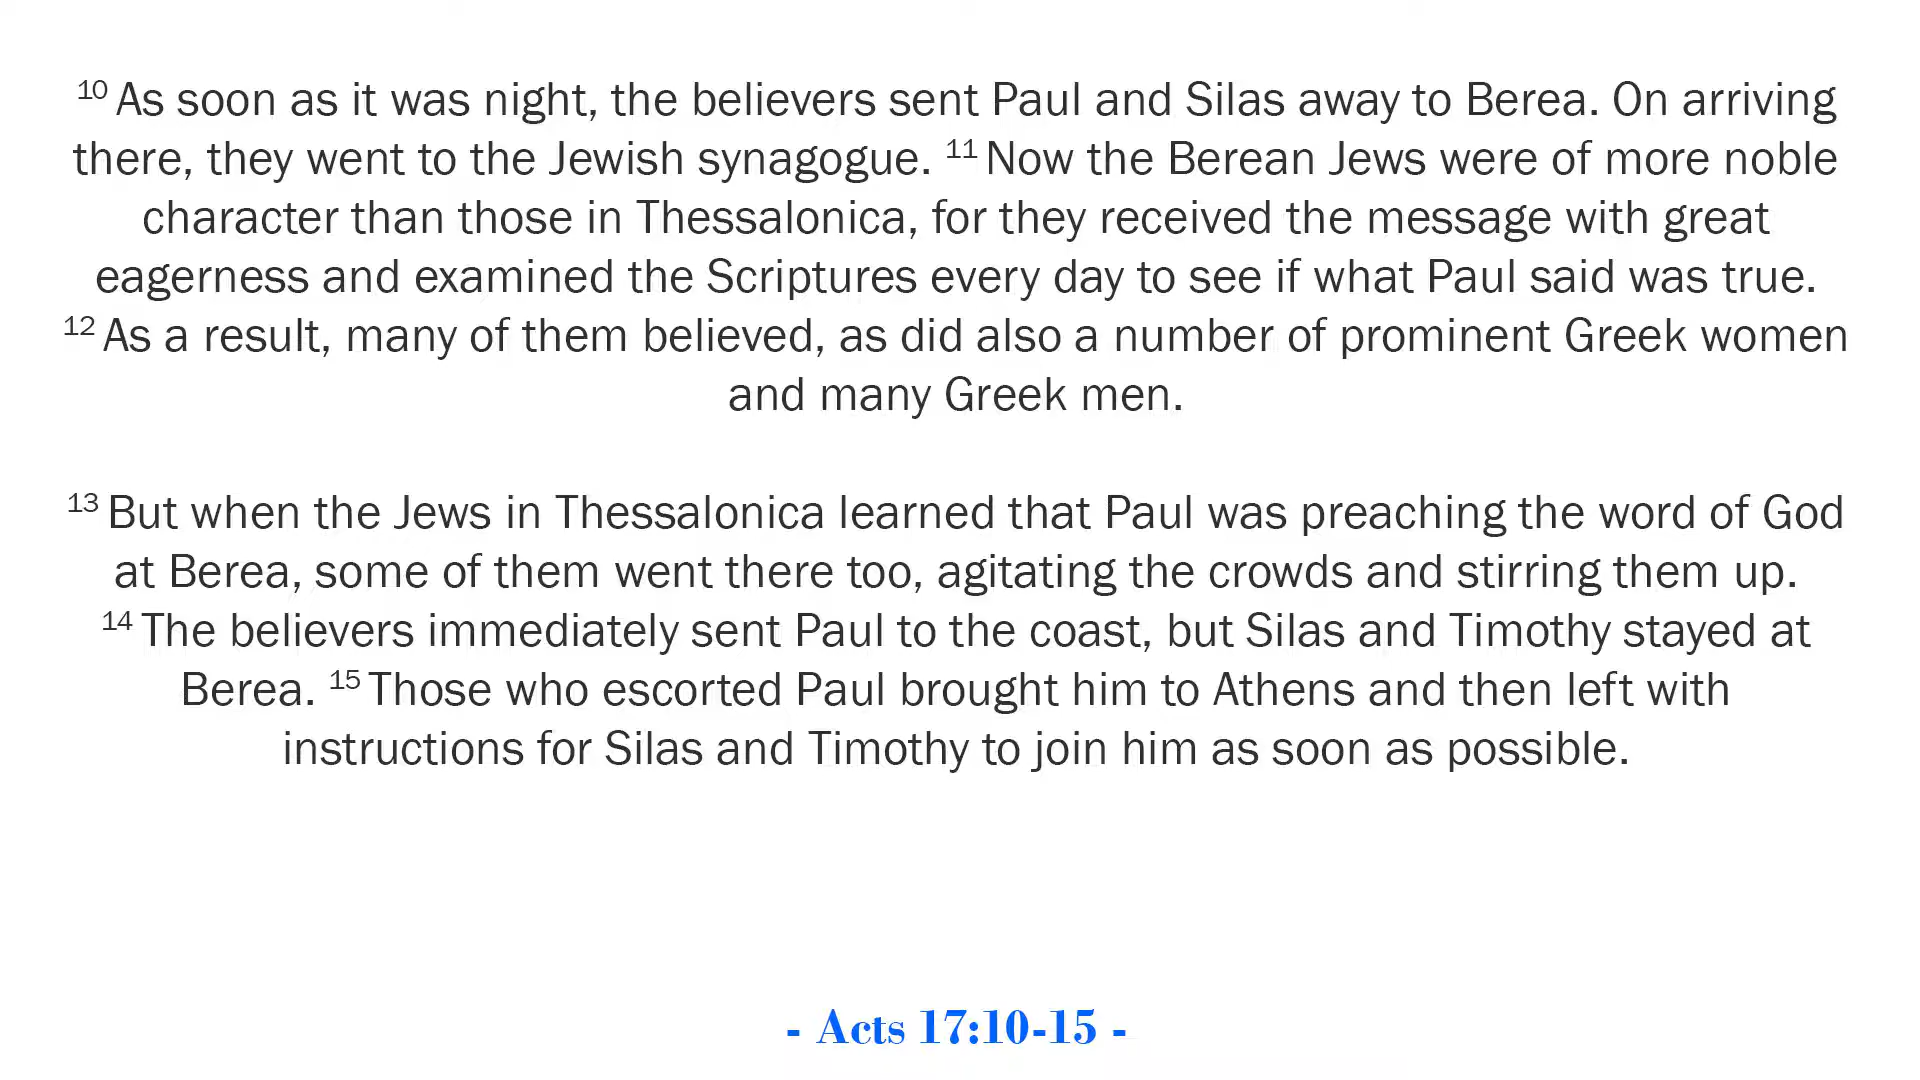 10 As soon as it was night, the believers sent Paul and Silas away to Berea. On arriving
there, they went to the Jewish synagogue. 11 Now the Berean Jews were of more noble
character than those in Thessalonica, for they received the message with great
eagerness and examined the Scriptures every day to see if what Paul said was true.
12 As a result, many of them believed, as did also a number of prominent Greek women
and many Greek men.
13 But when the Jews in Thessalonica learned that Paul was preaching the word of God
at Berea, some of them went there too, agitating the crowds and stirring them up.
14 The believers immediately sent Paul to the coast, but Silas and Timothy stayed at
Berea. 15 Those who escorted Paul brought him to Athens and then left with
instructions for Silas and Timothy to join him as soon as possible.
- Acts 17:10-15 -